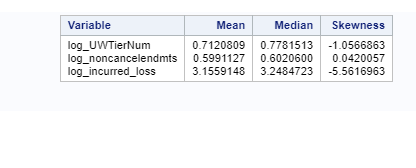 Variable Mean Median Skewness
log_UWTierNum 0.7120809 0.7781513 -1.0566863
log_noncancelendmts 0.5991127 0.6020600 0.0420057
log_incurred_loss 3.1559148 3.2484723 -5.5616963